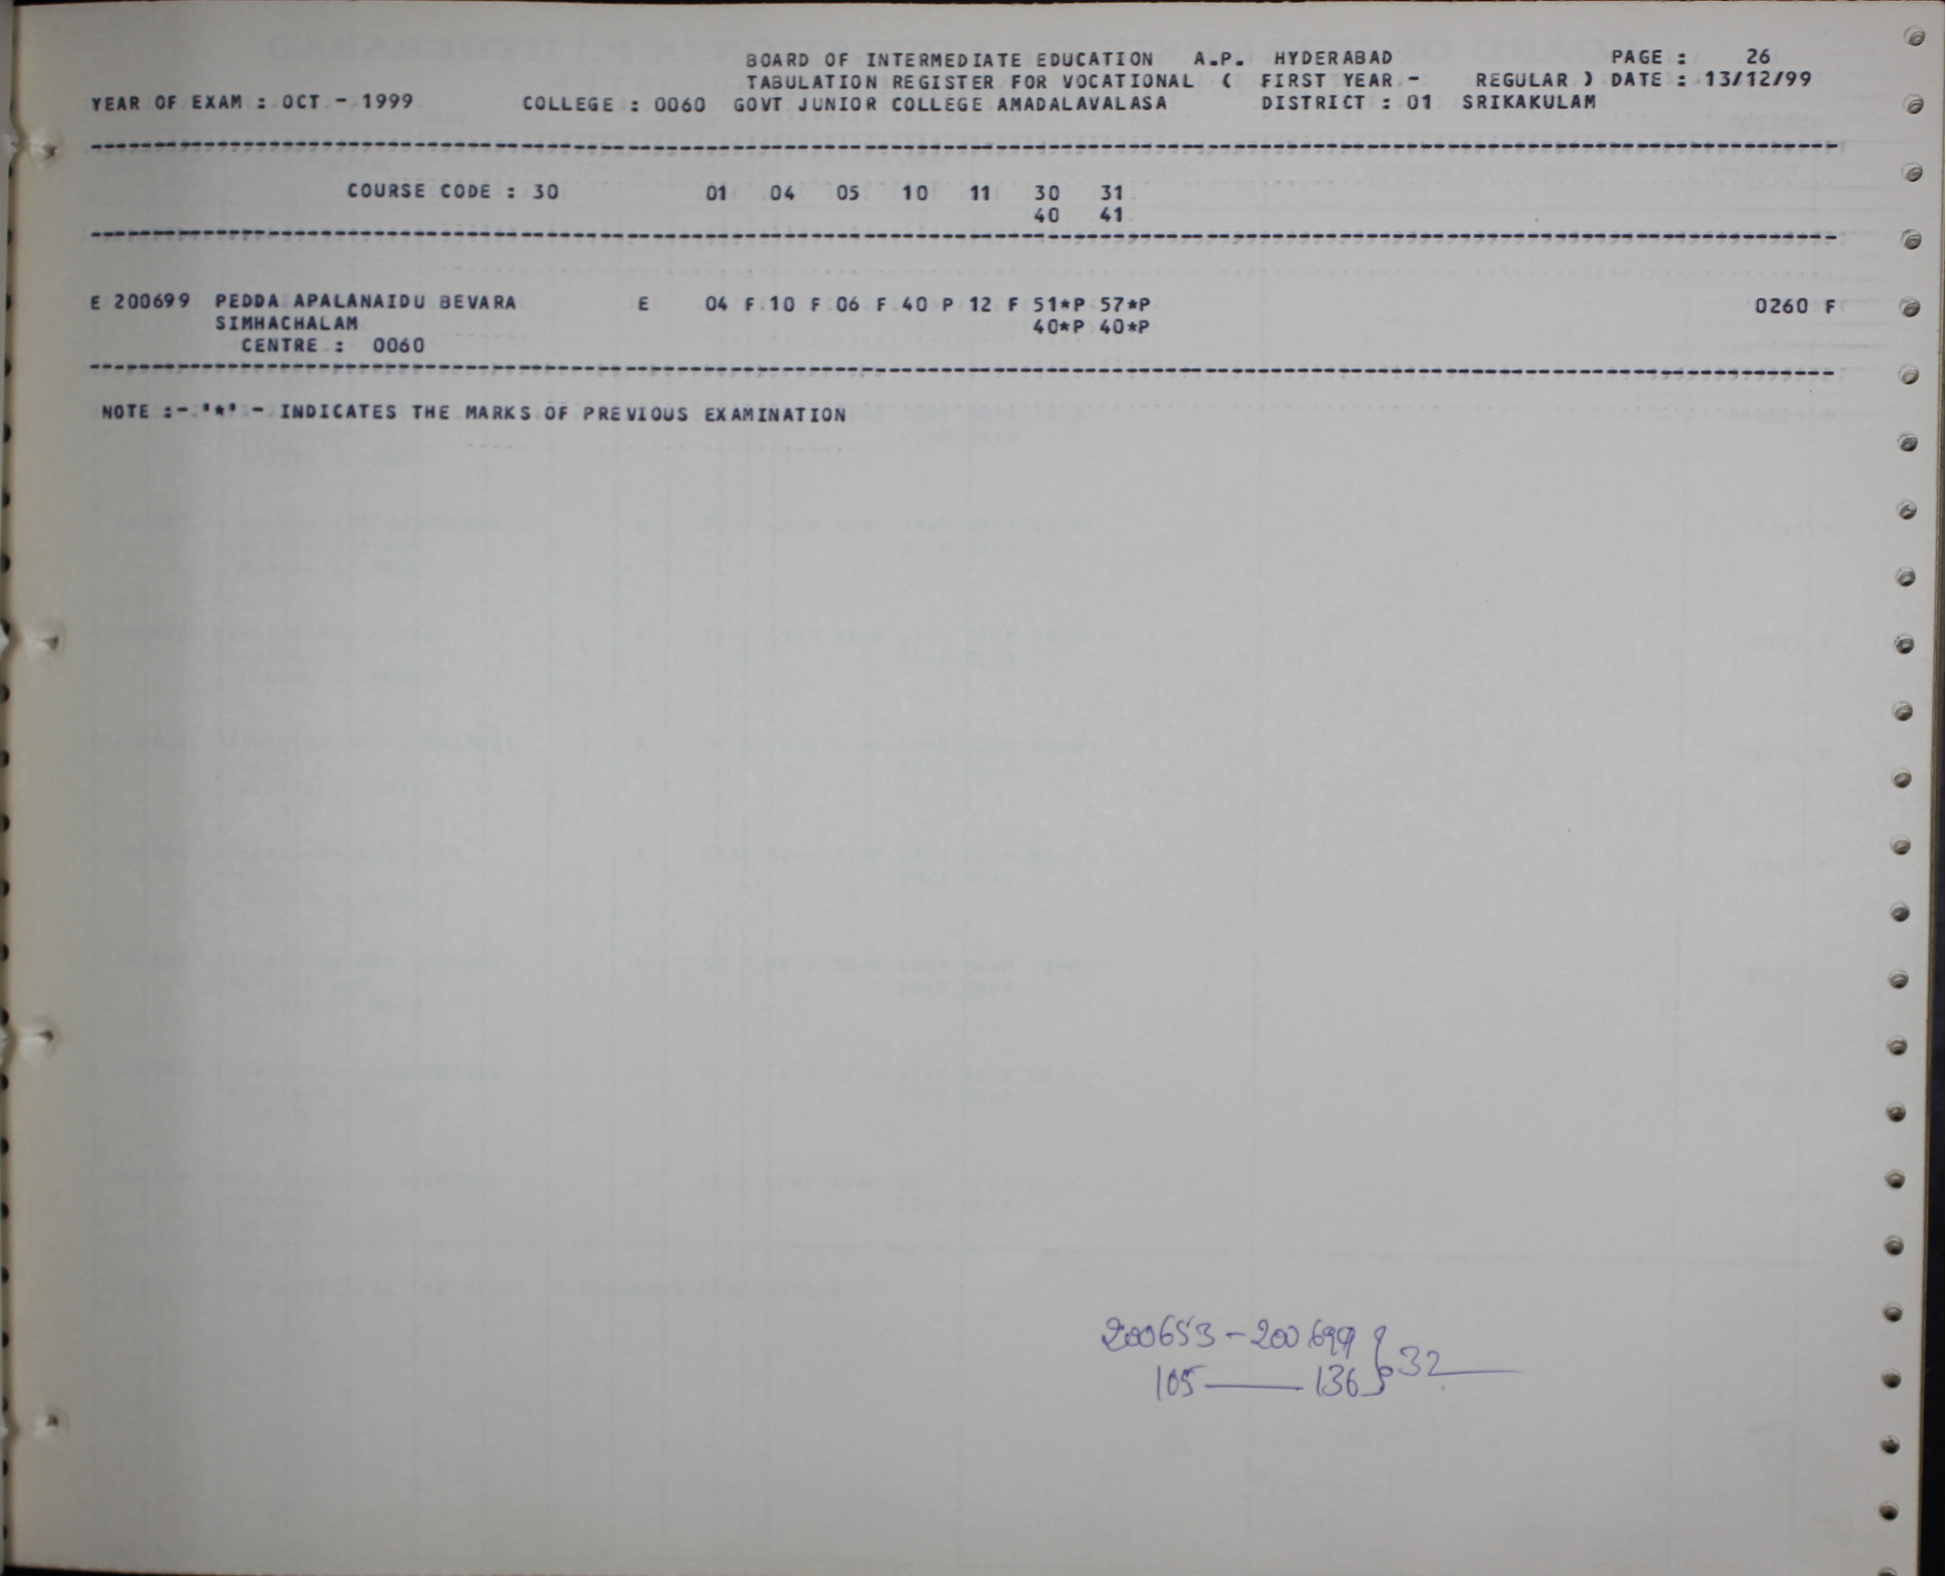 BOARD OF INTERMEDIATE EDUCATION A.P. HYDERABAD PAGE : 26
TABULATION REGISTER FOR VOCATIONAL ( FIRST YEAR - REGULAR ) DATE : 13/12/99
YEAR OF EXAM : OCT - 1999 COLLEGE : 0060 GOVT JUNIOR COLLEGE AMADALAVALASA DISTRICT : 01 SRIKAKULAM
COURSE CODE : 30 01 04 05 10 11 30 31
40 41
E 200699 PEDDA APALANAIDU BEVARA E 04 F 10 F 06 F 40 P 12 F 51*P 57*P 0260 F
SIMHACHALAM 40*P 40*P
CENTRE : 0060
NOTE :- '*' - INDICATES THE MARKS OF PREVIOUS EXAMINATION
200653 - 200699 } 32
105 —— 136